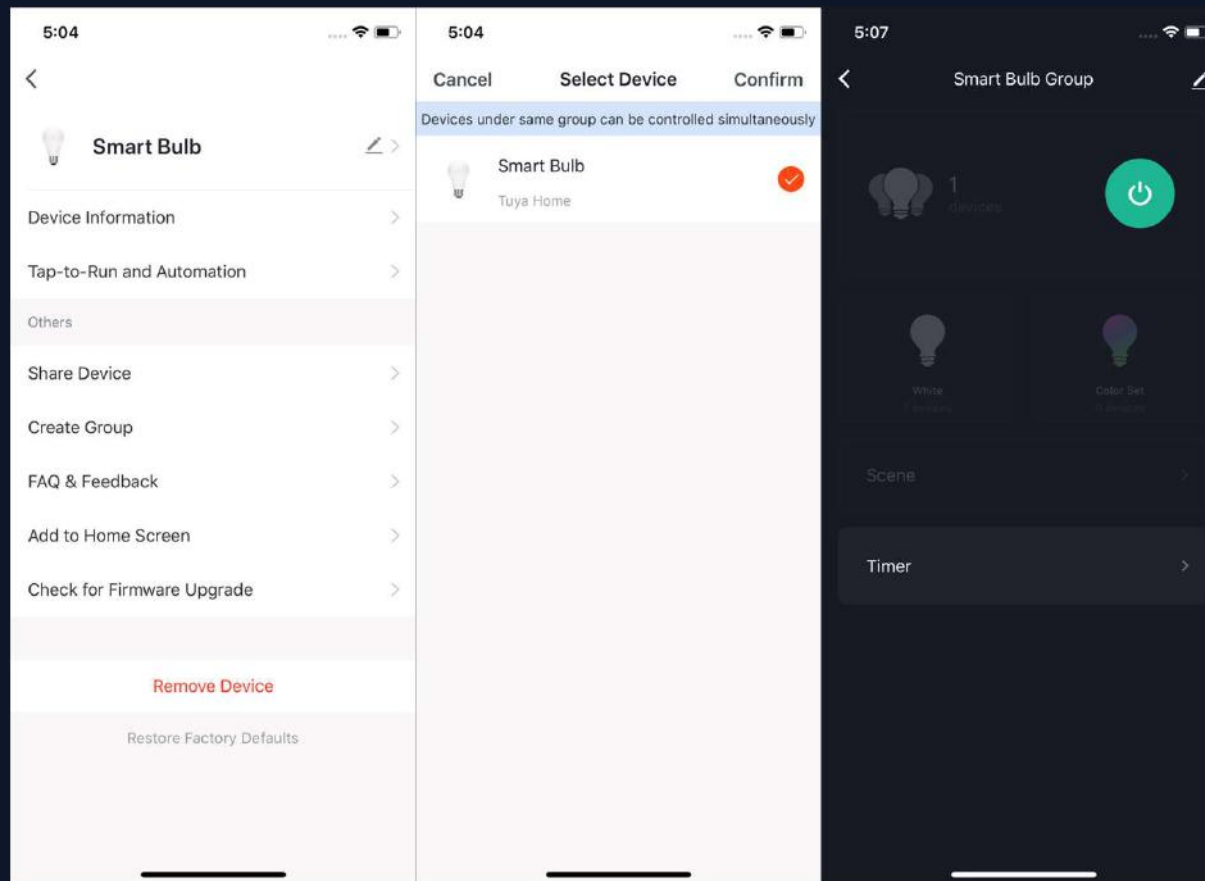 5:04
Smart Bulb
Device Information
Tap-to-Run and Automation
Others
Share Device
Create Group
FAQ & Feedback
Add to Home Screen
Check for Firmware Upgrade
Remove Device
Restore Factory Defaults
5:04
Cancel Select Device Confirm
Devices under same group can be controlled simultaneously
Smart Bulb
Tuya Home
5:07
Smart Bulb Group
1
devices
White
Color Set
Scene
Timer